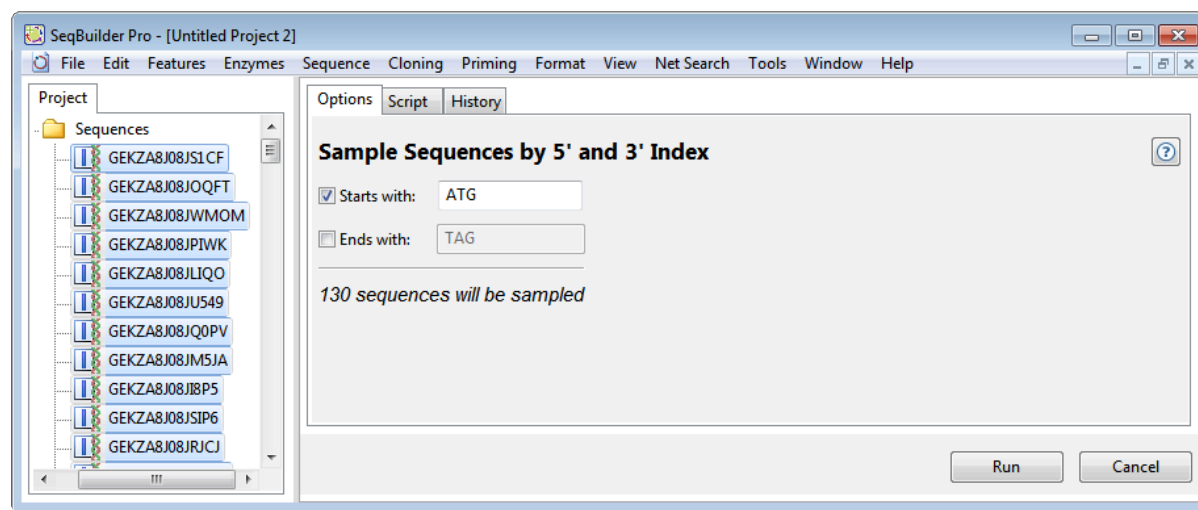 SeqBuilder Pro - [Untitled Project 2]
File Edit Features Enzymes Sequence Cloning Priming Format View Net Search Tools Window Help
Project
Sequences
GEKZA8J08JS1CF
GEKZA8J08JOQFT
GEKZA8J08JWMOM
GEKZA8J08JPIWK
GEKZA8J08JLIQO
GEKZA8J08JU549
GEKZA8J08JQ0PV
GEKZA8J08JM5JA
GEKZA8J08JI8P5
GEKZA8J08JSIP6
GEKZA8J08JRJCJ
Options Script History
Sample Sequences by 5' and 3' Index
?
Starts with: ATG
Ends with: TAG
130 sequences will be sampled
Run Cancel